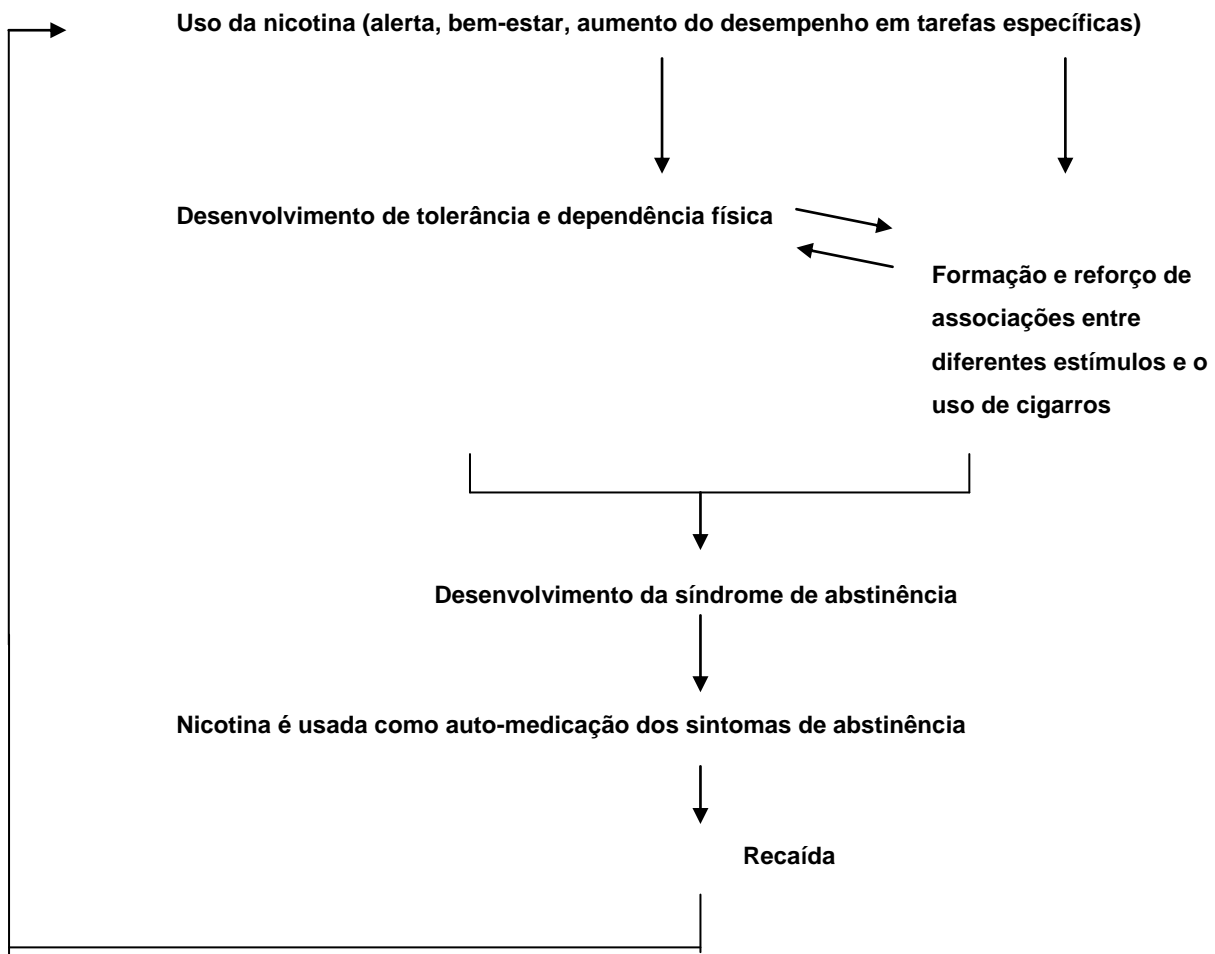 Uso da nicotina (alerta, bem-estar, aumento do desempenho em tarefas específicas)
Desenvolvimento de tolerância e dependência física
Formação e reforço de
associações entre
diferentes estímulos e o
uso de cigarros
Desenvolvimento da síndrome de abstinência
Nicotina é usada como auto-medicação dos sintomas de abstinência
Recaída